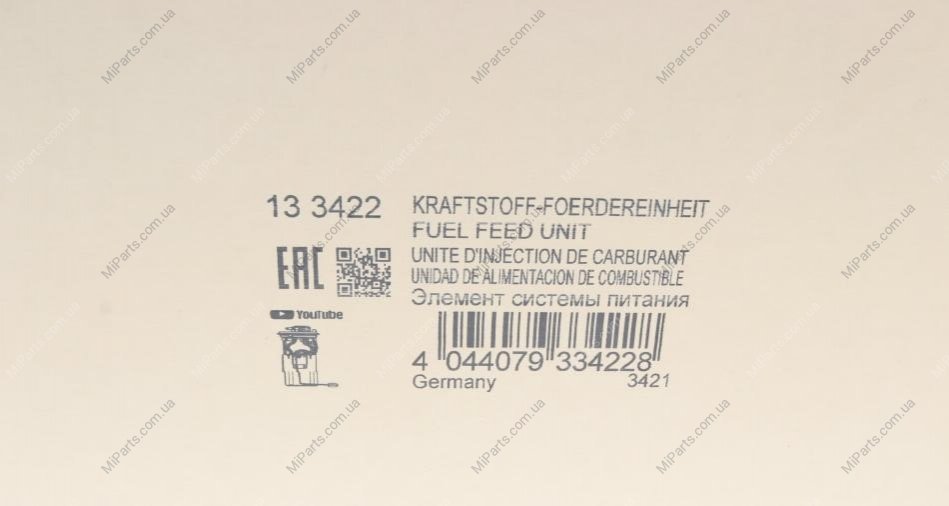 13 3422
KRAFTSTOFF-FOERDEREINHEIT
FUEL FEED UNIT
UNITE D'INJECTION DE CARBURANT
UNIDAD DE ALIMENTACION DE COMBUSTIBLE
Элемент системы питания
EAC
YouTube
4 044079 334228
Germany
3421
MiParts.com.ua